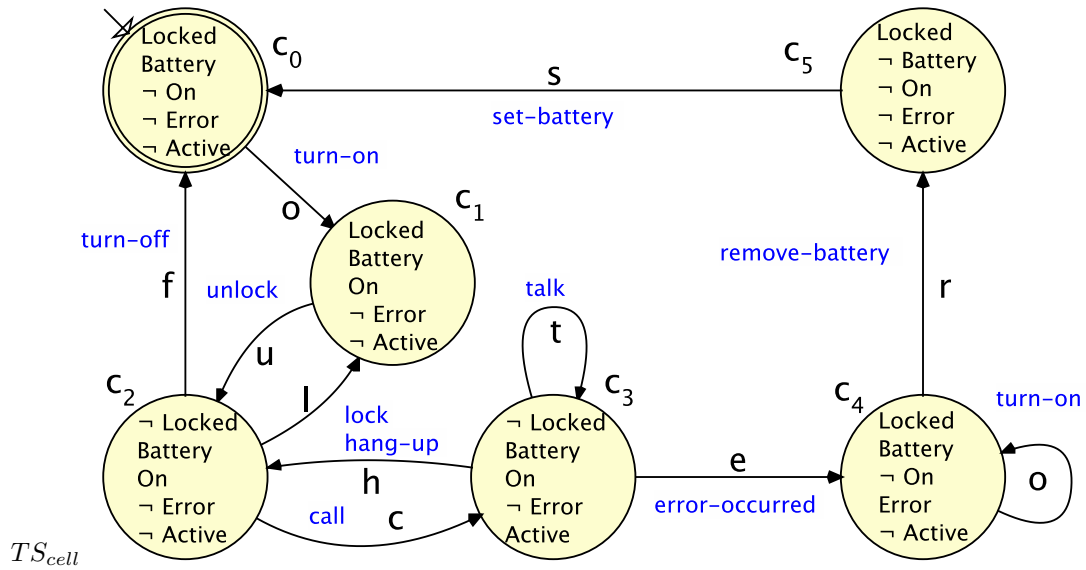 Locked
Battery
¬ On
¬ Error
¬ Active
c0
s
set-battery
c5
Locked
¬ Battery
¬ On
¬ Error
¬ Active
turn-on
o
c1
Locked
Battery
On
¬ Error
¬ Active
turn-off
f
unlock
u
l
lock
hang-up
h
call
c
talk
t
remove-battery
r
c2
¬ Locked
Battery
On
¬ Error
¬ Active
c3
¬ Locked
Battery
On
¬ Error
Active
e
error-occurred
c4
Locked
Battery
¬ On
Error
¬ Active
turn-on
o
TScell